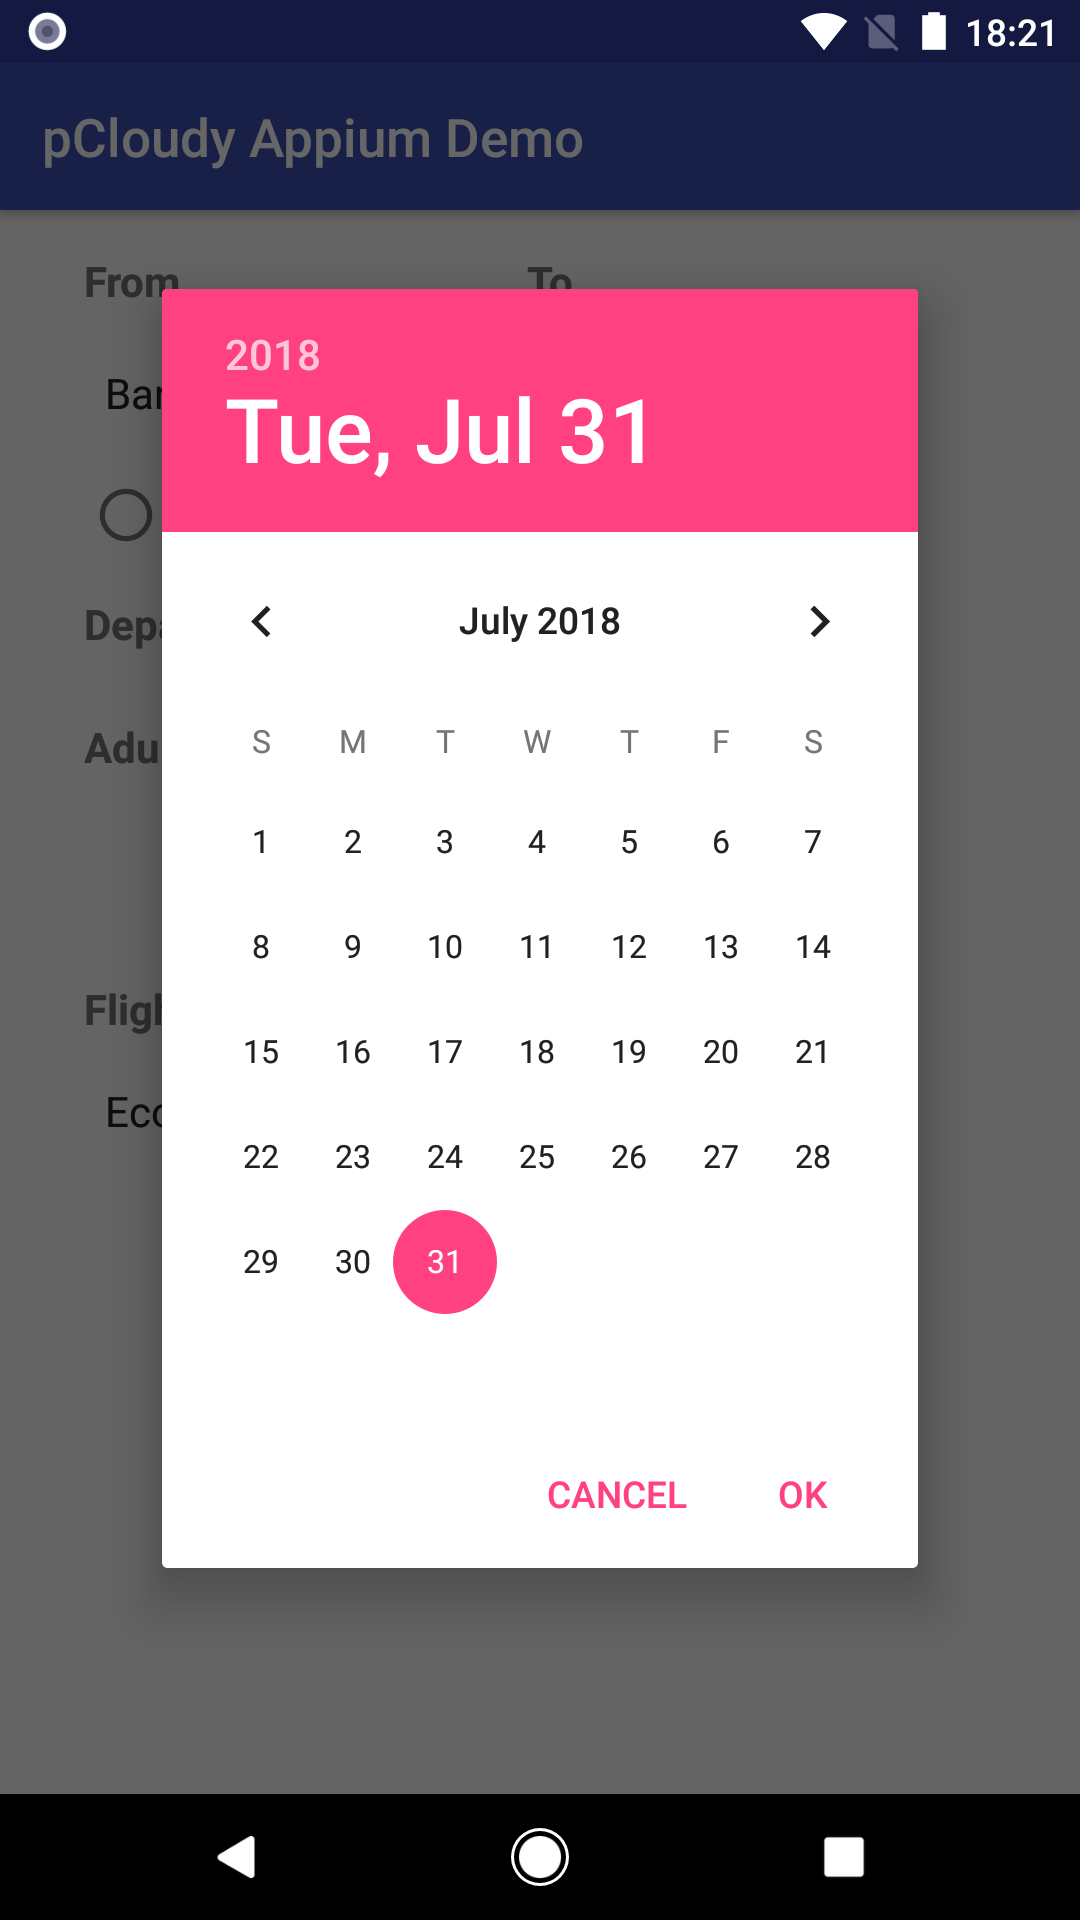 18:21
pCloudy Appium Demo
From To
2018
Tue, Jul 31
July 2018
S M T W T F S
1 2 3 4 5 6 7
8 9 10 11 12 13 14
15 16 17 18 19 20 21
22 23 24 25 26 27 28
29 30 31
CANCEL OK